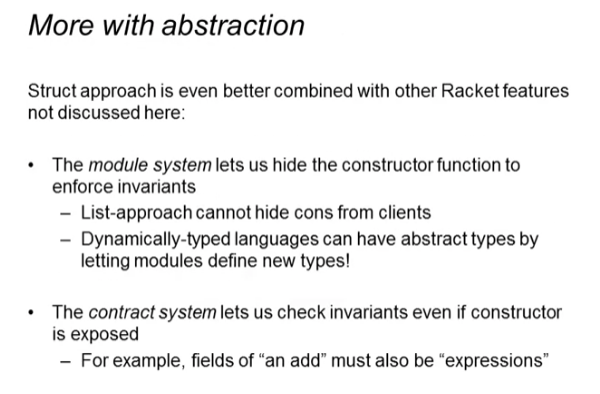 More with abstraction
Struct approach is even better combined with other Racket features
not discussed here:
• The module system lets us hide the constructor function to
enforce invariants
– List-approach cannot hide cons from clients
– Dynamically-typed languages can have abstract types by
letting modules define new types!
• The contract system lets us check invariants even if constructor
is exposed
– For example, fields of “an add” must also be “expressions”